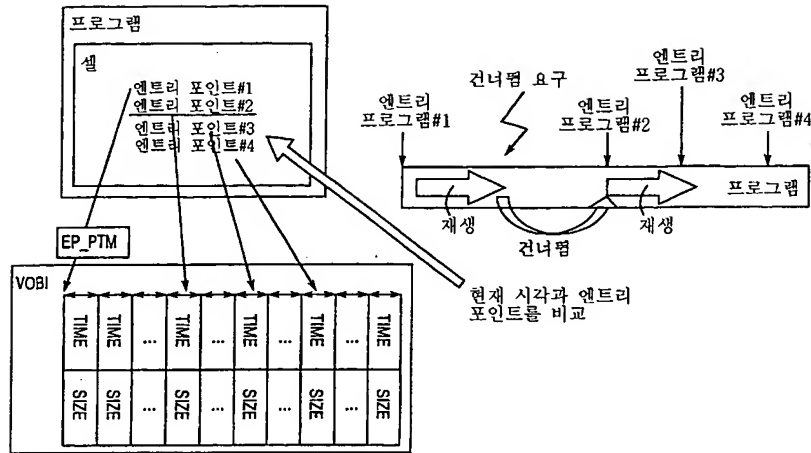 프로그램
셀
엔트리 포인트#1
엔트리 포인트#2
엔트리 포인트#3
엔트리 포인트#4
EP_PTM
VOBI
TIME
TIME
...
TIME
...
TIME
...
TIME
...
TIME
SIZE
SIZE
...
SIZE
...
SIZE
...
SIZE
...
SIZE
건너뜀 요구
엔트리
프로그램#1
엔트리
프로그램#2
엔트리
프로그램#3
엔트리
프로그램#4
프로그램
재생
재생
건너뜀
현재 시각과 엔트리
포인트를 비교